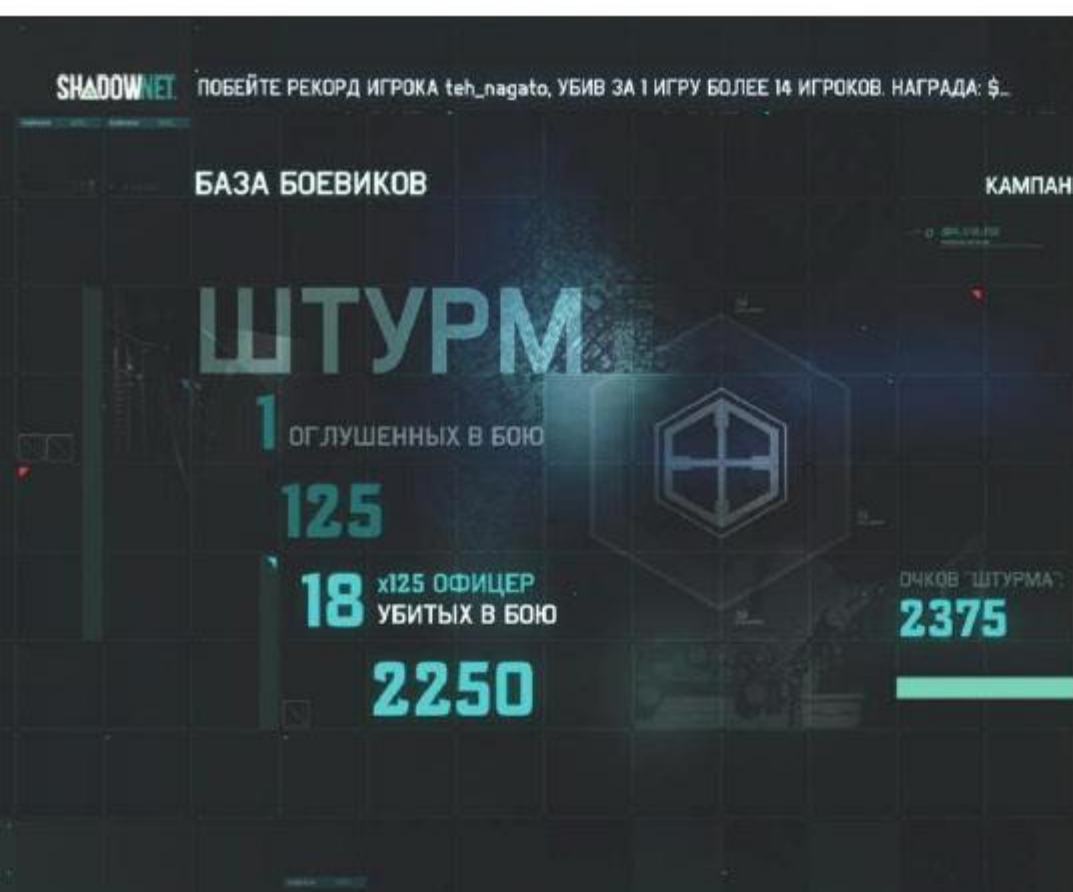 SHADOWNET
ПОБЕЙТЕ РЕКОРД ИГРОКА teh_nagato, УБИВ ЗА 1 ИГРУ БОЛЕЕ 14 ИГРОКОВ. НАГРАДА: $...
БАЗА БОЕВИКОВ
КАМПАН
ШТУРМ
1 ОГЛУШЕННЫХ В БОЮ
125
18 x125 ОФИЦЕР
УБИТЫХ В БОЮ
2250
ОЧКОВ "ШТУРМА":
2375